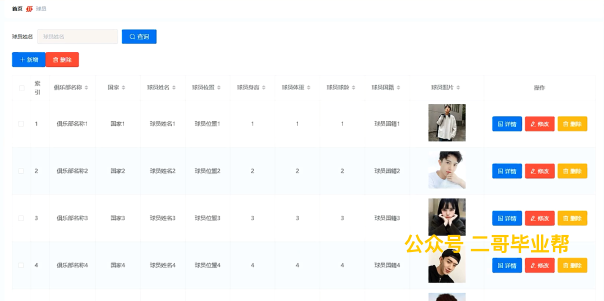 首页 球员
球员姓名 球员姓名 查询
新增 删除
索引 俱乐部名称 国家 球员姓名 球员位置 球员身高 球员体重 球员球龄 球员国籍 球员图片 操作
1 俱乐部名称1 国家1 球员姓名1 球员位置1 1 1 1 球员国籍1 详情 修改 删除
2 俱乐部名称2 国家2 球员姓名2 球员位置2 2 2 2 球员国籍2 详情 修改 删除
3 俱乐部名称3 国家3 球员姓名3 球员位置3 3 3 3 球员国籍3 详情 修改 删除
公众号 二哥毕业帮
4 俱乐部名称4 国家4 球员姓名4 球员位置4 4 4 4 球员国籍4 详情 修改 删除